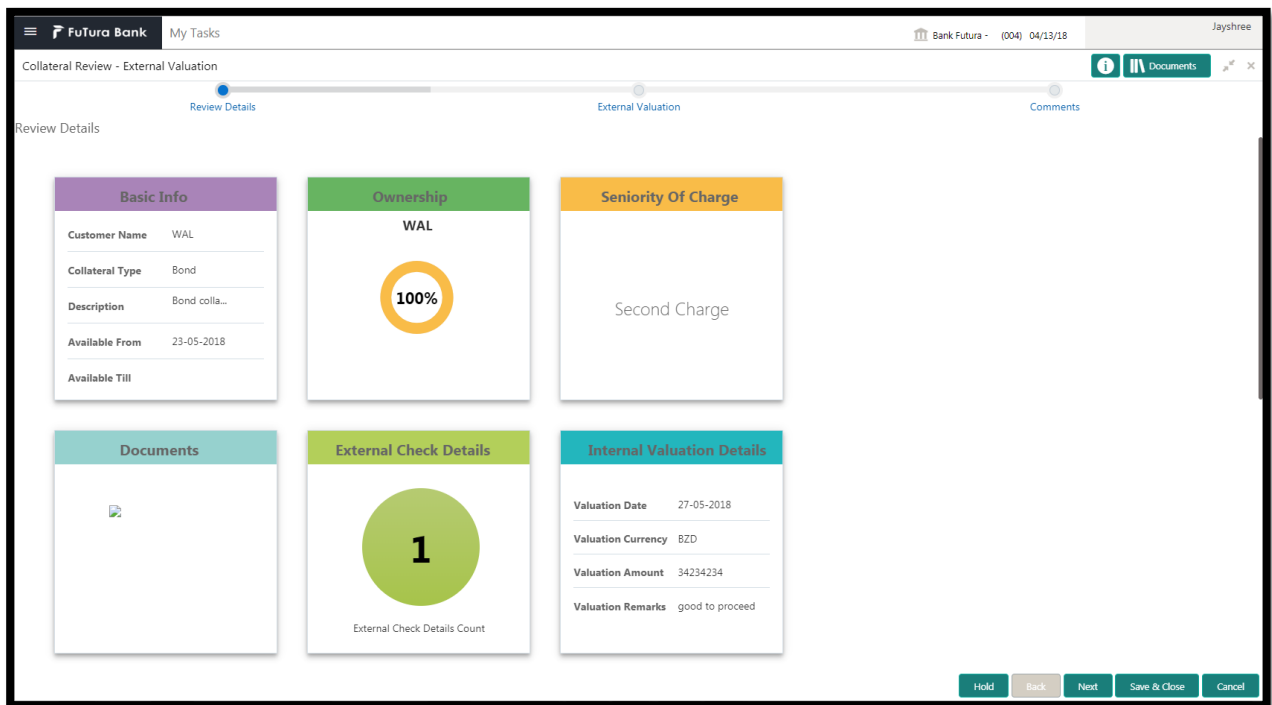 FuTura Bank
My Tasks
Bank Futura - (004) 04/13/18
Jayshree
Collateral Review - External Valuation
i
Documents
Review Details
External Valuation
Comments
Review Details
Basic Info
Customer Name WAL
Collateral Type Bond
Description Bond colla...
Available From 23-05-2018
Available Till
Ownership
WAL
100%
Seniority Of Charge
Second Charge
Documents
External Check Details
1
External Check Details Count
Internal Valuation Details
Valuation Date 27-05-2018
Valuation Currency BZD
Valuation Amount 34234234
Valuation Remarks good to proceed
Hold
Back
Next
Save & Close
Cancel